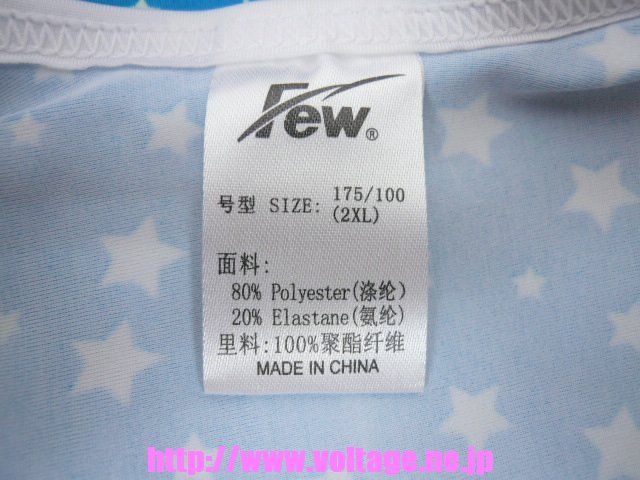 Few®
号型 SIZE: 175/100
(2XL)
面料:
80% Polyester(涤纶)
20% Elastane(氨纶)
里料:100%聚酯纤维
MADE IN CHINA
http://www.voltage.ne.jp